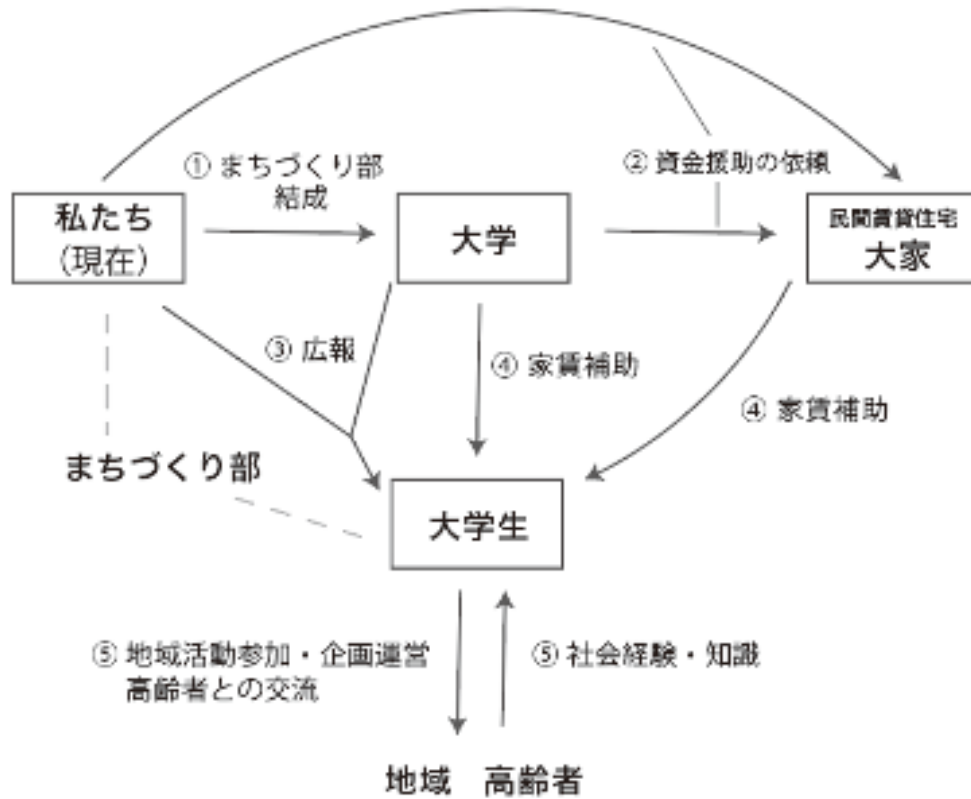 ① まちづくり部
結成
② 資金援助の依頼
私たち
(現在)
大学
民間賃貸住宅
大家
③ 広報
④ 家賃補助
④ 家賃補助
まちづくり部
大学生
⑤ 地域活動参加・企画運営
高齢者との交流
⑤ 社会経験・知識
地域 高齢者